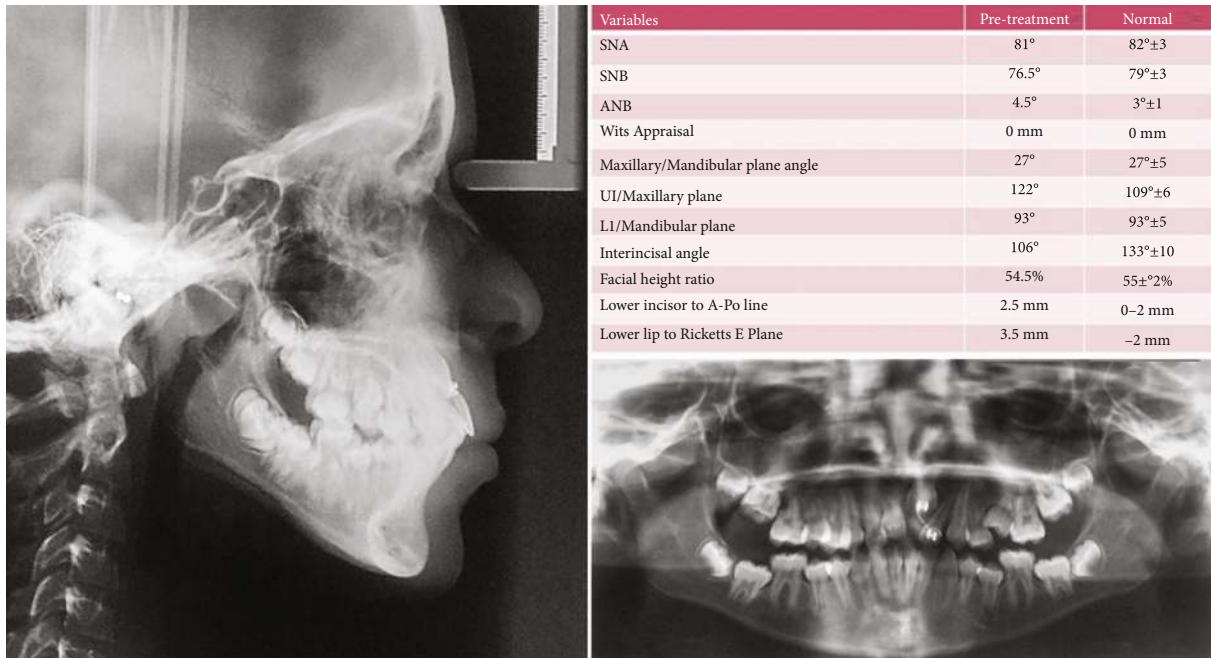 Variables Pre-treatment Normal
SNA 81° 82°±3
SNB 76.5° 79°±3
ANB 4.5° 3°±1
Wits Appraisal 0 mm 0 mm
Maxillary/Mandibular plane angle 27° 27°±5
UI/Maxillary plane 122° 109°±6
L1/Mandibular plane 93° 93°±5
Interincisal angle 106° 133°±10
Facial height ratio 54.5% 55±°2%
Lower incisor to A-Po line 2.5 mm 0–2 mm
Lower lip to Ricketts E Plane 3.5 mm –2 mm